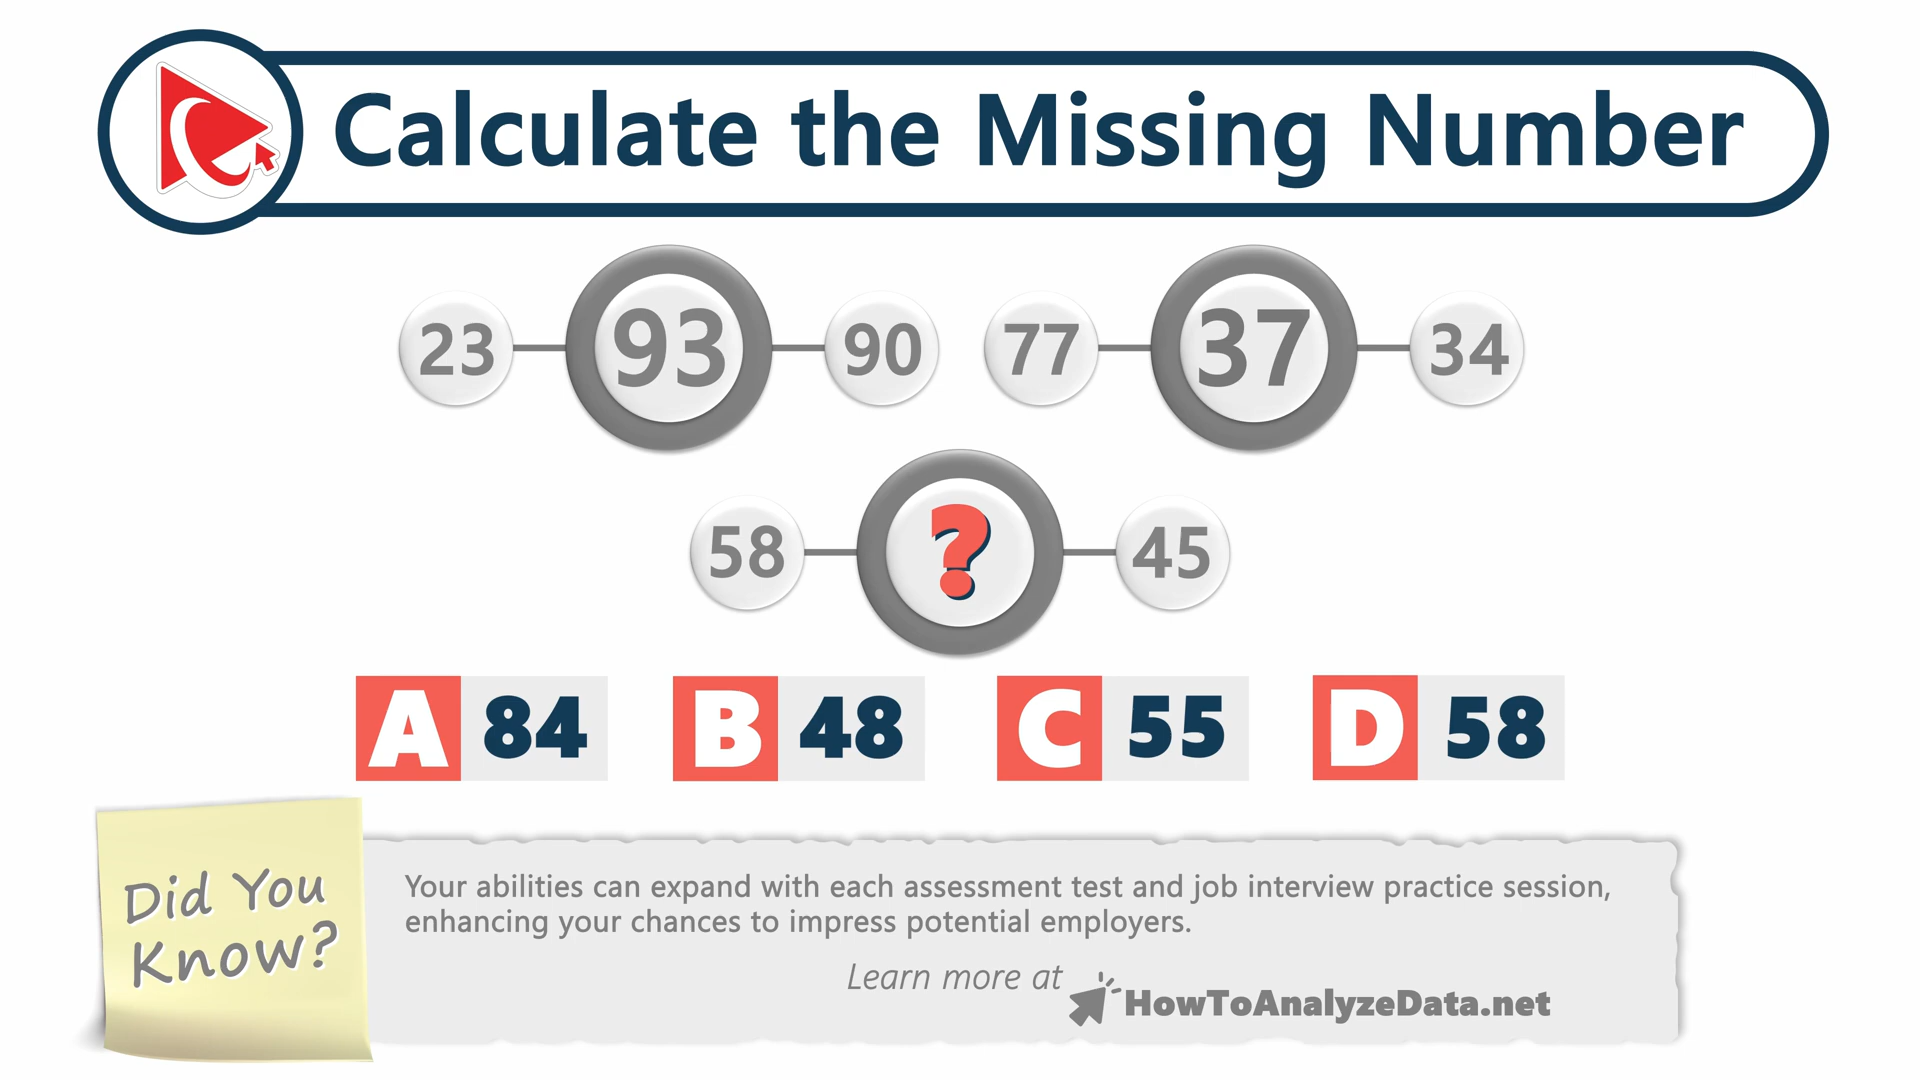 Calculate the Missing Number
23 93 90 77 37 34
58 ? 45
A 84 B 48 C 55 D 58
Did You
Know?
Your abilities can expand with each assessment test and job interview practice session,
enhancing your chances to impress potential employers.
Learn more at
HowToAnalyzeData.net